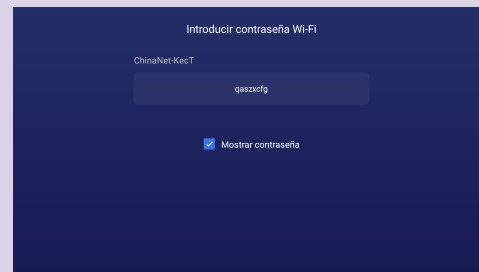 Introducir contraseña Wi-Fi
ChinaNet-KecT
qaszxcfg
Mostrar contraseña